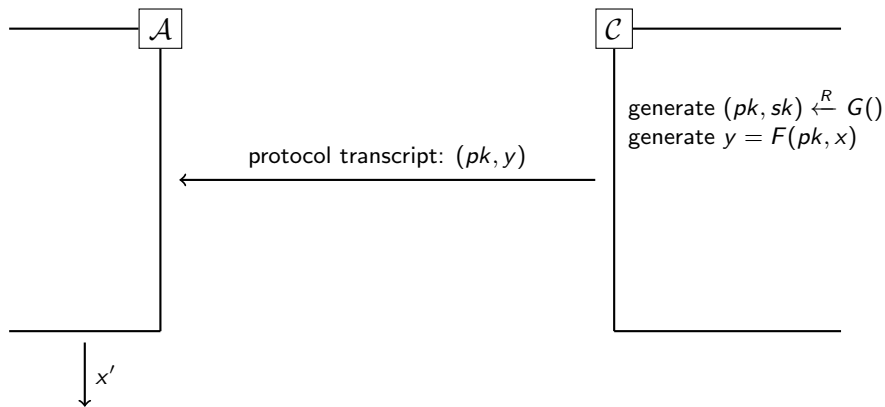 𝒜
𝒞
generate (pk, sk) ←R G()
generate y = F(pk, x)
protocol transcript: (pk, y)
x′